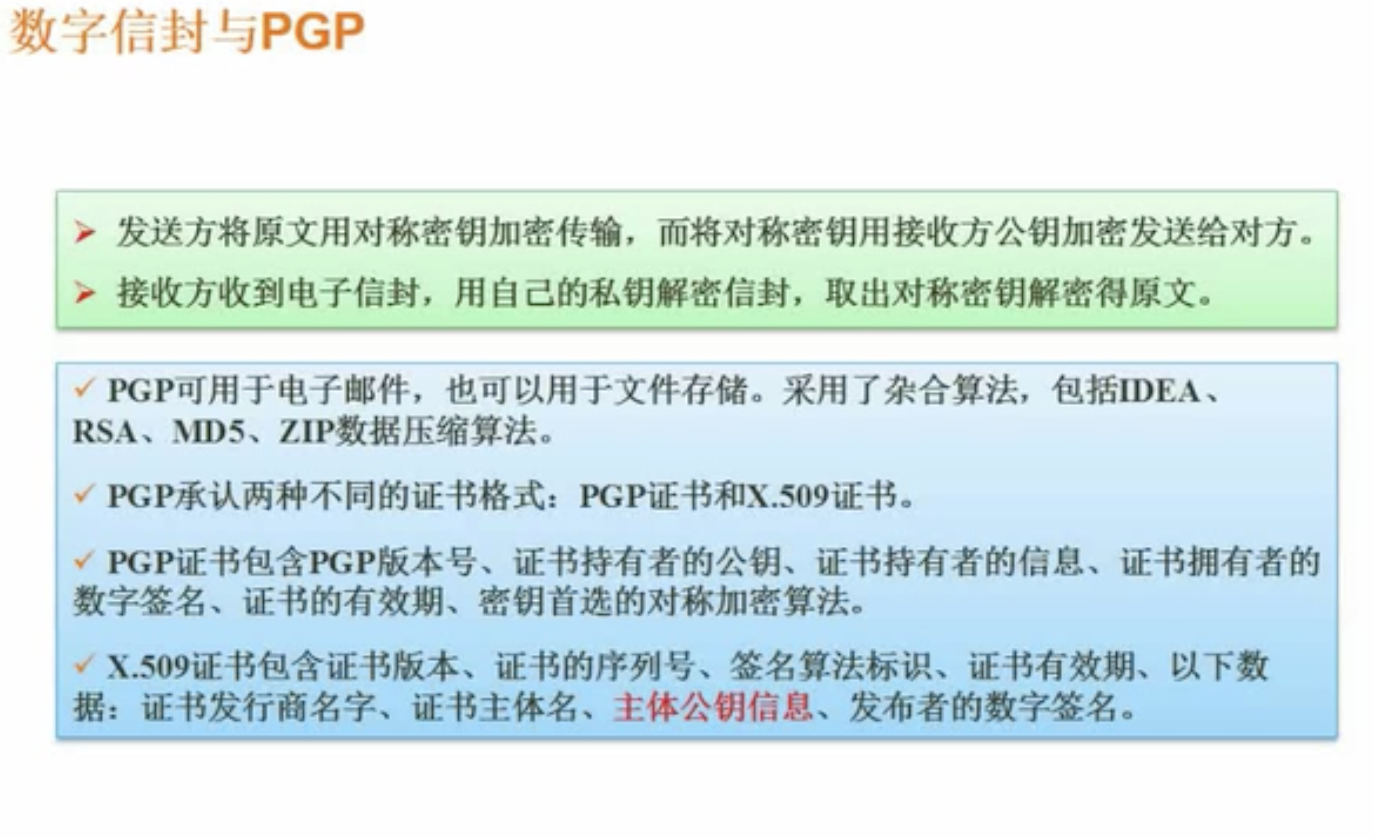 数字信封与PGP
发送方将原文用对称密钥加密传输，而将对称密钥用接收方公钥加密发送给对方。
接收方收到电子信封，用自己的私钥解密信封，取出对称密钥解密得原文。
PGP可用于电子邮件，也可以用于文件存储。采用了杂合算法，包括IDEA、
RSA、MD5、ZIP数据压缩算法。
PGP承认两种不同的证书格式：PGP证书和X.509证书。
PGP证书包含PGP版本号、证书持有者的公钥、证书持有者的信息、证书拥有者的
数字签名、证书的有效期、密钥首选的对称加密算法。
X.509证书包含证书版本、证书的序列号、签名算法标识、证书有效期、以下数
据：证书发行商名字、证书主体名、主体公钥信息、发布者的数字签名。